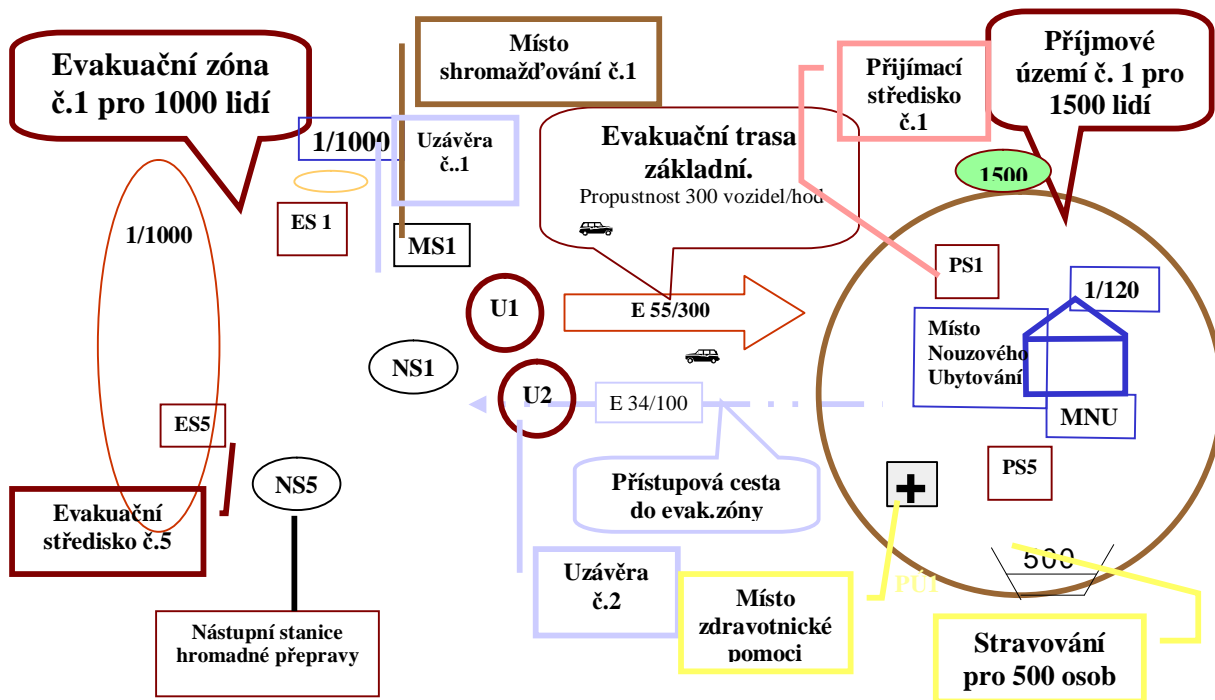 Evakuační zóna
č.1 pro 1000 lidí
Místo
shromažďování č.1
Přijímací
středisko
č.1
Příjmové
území č. 1 pro
1500 lidí
1/1000
Uzávěra
č..1
Evakuační trasa
základní.
Propustnost 300 vozidel/hod
1500
1/1000
ES 1
MS1
PS1
1/120
U1
E 55/300
Místo
Nouzového
Ubytování
NS1
U2
E 34/100
MNU
ES5
NS5
Přístupová cesta
do evak.zóny
PS5
Evakuační
středisko č.5
500
Uzávěra
č.2
Místo
zdravotnické
pomoci
PÚI
Stravování
pro 500 osob
Nástupní stanice
hromadné přepravy